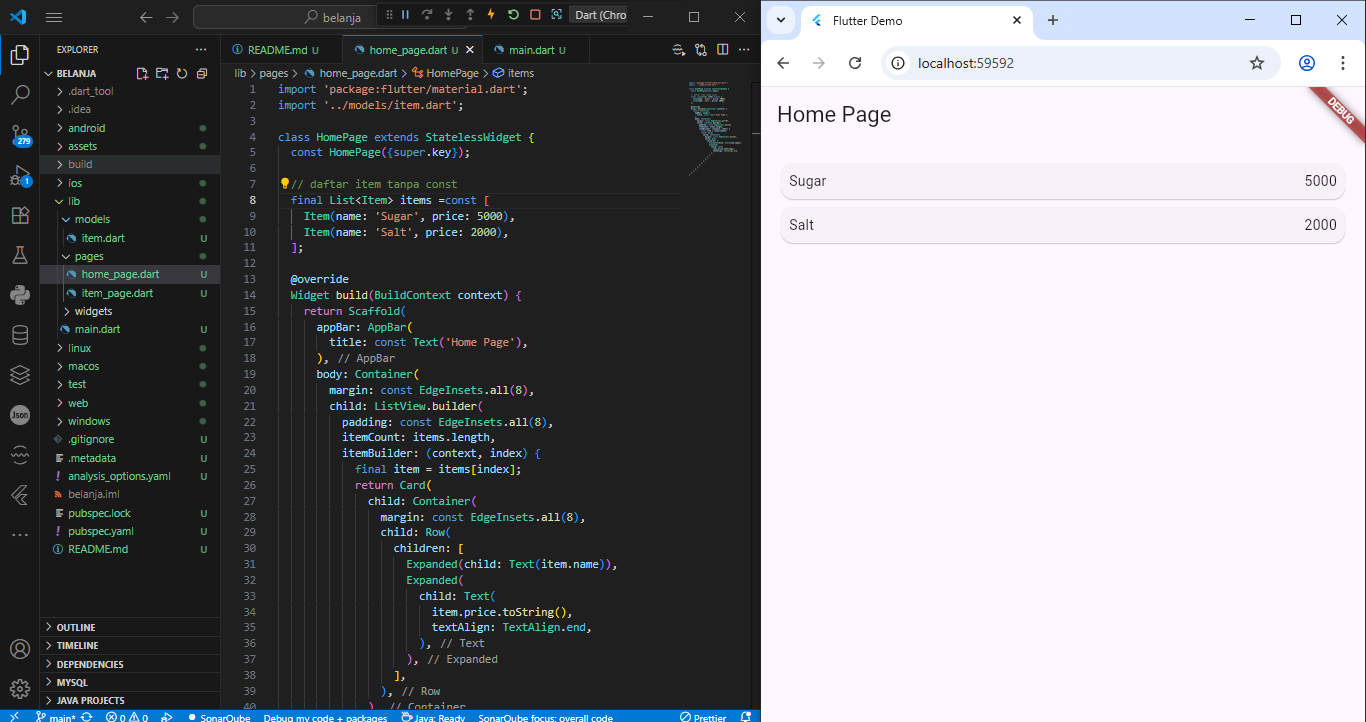 belanja
Dart (Chro
EXPLORER
BELANJA
.dart_tool
.idea
android
assets
build
ios
lib
models
item.dart U
pages
home_page.dart U
item_page.dart U
widgets
main.dart U
linux
macos
test
web
windows
.gitignore U
.metadata U
analysis_options.yaml U
belanja.iml
pubspec.lock U
pubspec.yaml U
README.md U
OUTLINE
TIMELINE
DEPENDENCIES
MYSQL
JAVA PROJECTS
279
1
Json
README.md U
home_page.dart U
main.dart U
lib > pages > home_page.dart > HomePage > items
1 import 'package:flutter/material.dart';
2 import '../models/item.dart';
3
4 class HomePage extends StatelessWidget {
5 const HomePage({super.key});
6
7 // daftar item tanpa const
8 final List<Item> items =const [
9 Item(name: 'Sugar', price: 5000),
10 Item(name: 'Salt', price: 2000),
11 ];
12
13 @override
14 Widget build(BuildContext context) {
15 return Scaffold(
16 appBar: AppBar(
17 title: const Text('Home Page'),
18 ), // AppBar
19 body: Container(
20 margin: const EdgeInsets.all(8),
21 child: ListView.builder(
22 padding: const EdgeInsets.all(8),
23 itemCount: items.length,
24 itemBuilder: (context, index) {
25 final item = items[index];
26 return Card(
27 child: Container(
28 margin: const EdgeInsets.all(8),
29 child: Row(
30 children: [
31 Expanded(child: Text(item.name)),
32 Expanded(
33 child: Text(
34 item.price.toString(),
35 textAlign: TextAlign.end,
36 ), // Text
37 ), // Expanded
38 ],
39 ), // Row
40 ), // Container
main* 0 0 SonarQube Debug my code + packages Java: Ready SonarQube focus: overall code Prettier
Flutter Demo
localhost:59592
DEBUG
Home Page
Sugar 5000
Salt 2000